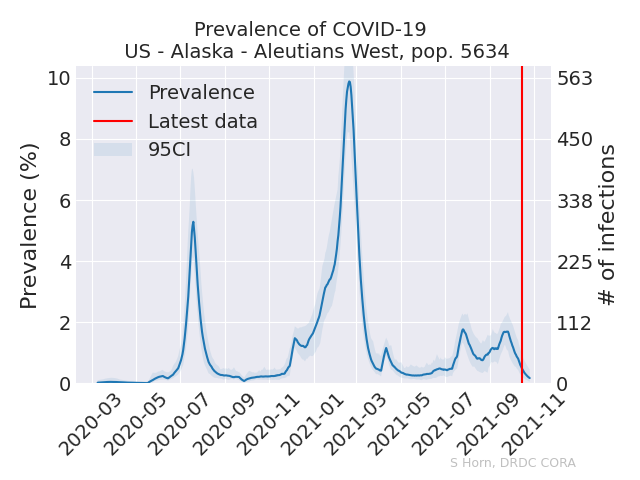 Prevalence of COVID-19
US - Alaska - Aleutians West, pop. 5634
Prevalence
Latest data
95CI
Prevalence (%)
10
8
6
4
2
0
563
450
338
225
112
0
# of infections
2020-03
2020-05
2020-07
2020-09
2020-11
2021-01
2021-03
2021-05
2021-07
2021-09
2021-11
S Horn, DRDC CORA